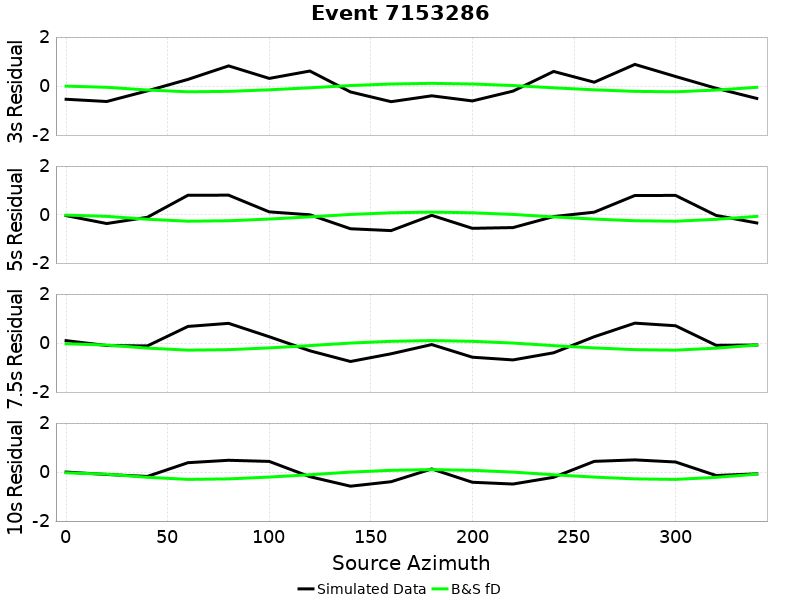 Event 7153286
3s Residual
2
0
-2
5s Residual
2
0
-2
7.5s Residual
2
0
-2
10s Residual
2
0
-2
0 50 100 150 200 250 300
Source Azimuth
Simulated Data B&S fD